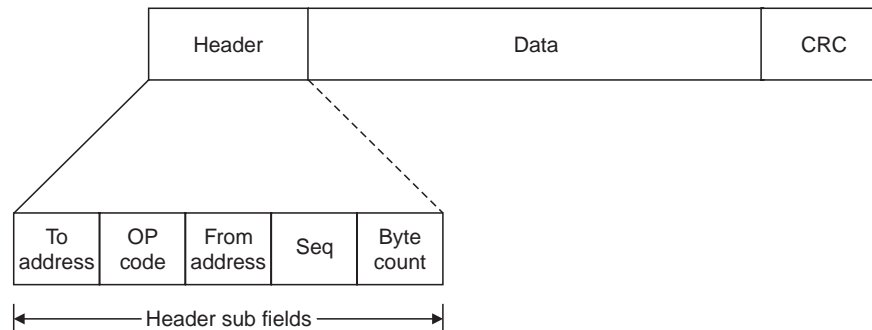 Header Data CRC
To address
OP code
From address
Seq
Byte count
Header sub fields